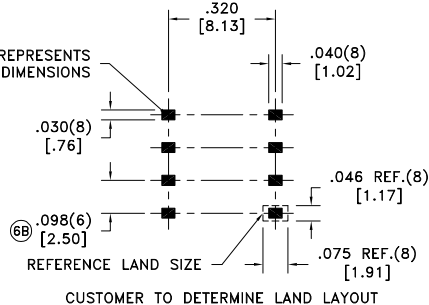 .320
[8.13]
REPRESENTS
DIMENSIONS
.040(8)
[1.02]
.030(8)
[.76]
.046 REF.(8)
[1.17]
6B
.098(6)
[2.50]
REFERENCE LAND SIZE
.075 REF.(8)
[1.91]
CUSTOMER TO DETERMINE LAND LAYOUT